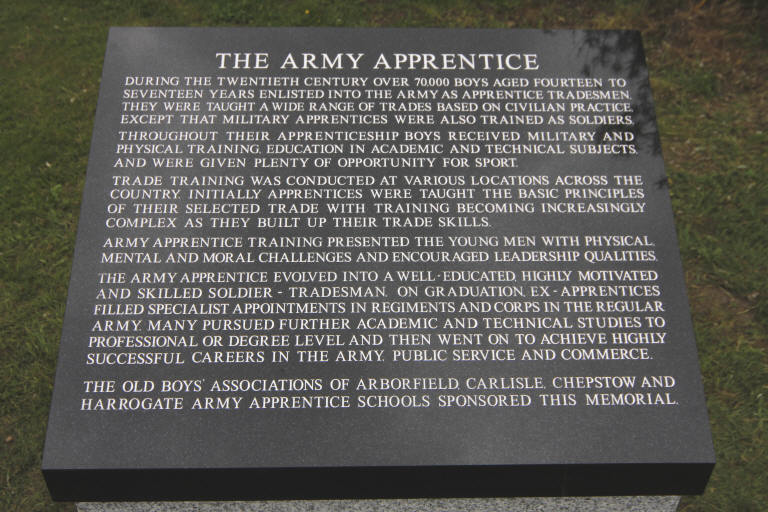 THE ARMY APPRENTICE
DURING THE TWENTIETH CENTURY OVER 70,000 BOYS AGED FOURTEEN TO
SEVENTEEN YEARS ENLISTED INTO THE ARMY AS APPRENTICE TRADESMEN.
THEY WERE TAUGHT A WIDE RANGE OF TRADES BASED ON CIVILIAN PRACTICE,
EXCEPT THAT MILITARY APPRENTICES WERE ALSO TRAINED AS SOLDIERS.
THROUGHOUT THEIR APPRENTICESHIP BOYS RECEIVED MILITARY AND
PHYSICAL TRAINING, EDUCATION IN ACADEMIC AND TECHNICAL SUBJECTS,
AND WERE GIVEN PLENTY OF OPPORTUNITY FOR SPORT.
TRADE TRAINING WAS CONDUCTED AT VARIOUS LOCATIONS ACROSS THE
COUNTRY. INITIALLY APPRENTICES WERE TAUGHT THE BASIC PRINCIPLES
OF THEIR SELECTED TRADE WITH TRAINING BECOMING INCREASINGLY
COMPLEX AS THEY BUILT UP THEIR TRADE SKILLS.
ARMY APPRENTICE TRAINING PRESENTED THE YOUNG MEN WITH PHYSICAL,
MENTAL AND MORAL CHALLENGES AND ENCOURAGED LEADERSHIP QUALITIES.
THE ARMY APPRENTICE EVOLVED INTO A WELL-EDUCATED, HIGHLY MOTIVATED
AND SKILLED SOLDIER - TRADESMAN. ON GRADUATION, EX-APPRENTICES
FILLED SPECIALIST APPOINTMENTS IN REGIMENTS AND CORPS IN THE REGULAR
ARMY. MANY PURSUED FURTHER ACADEMIC AND TECHNICAL STUDIES TO
PROFESSIONAL OR DEGREE LEVEL AND THEN WENT ON TO ACHIEVE HIGHLY
SUCCESSFUL CAREERS IN THE ARMY, PUBLIC SERVICE AND COMMERCE.
THE OLD BOYS' ASSOCIATIONS OF ARBORFIELD, CARLISLE, CHEPSTOW AND
HARROGATE ARMY APPRENTICE SCHOOLS SPONSORED THIS MEMORIAL.